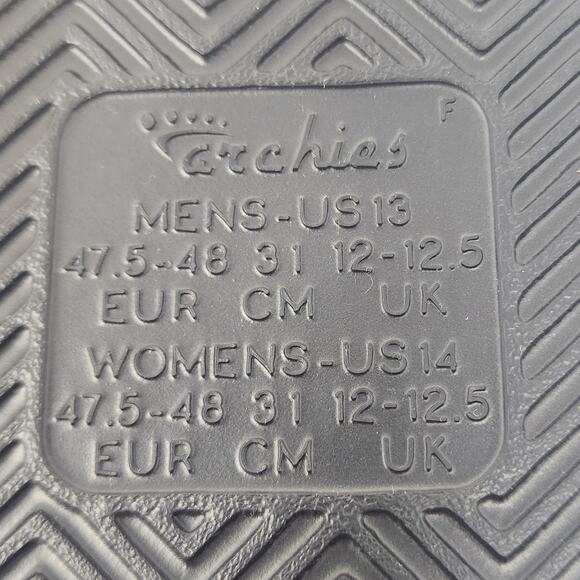 F
archies
MENS-US13
47.5-48 31 12-12.5
EUR CM UK
WOMENS-US14
47.5-48 31 12-12.5
EUR CM UK